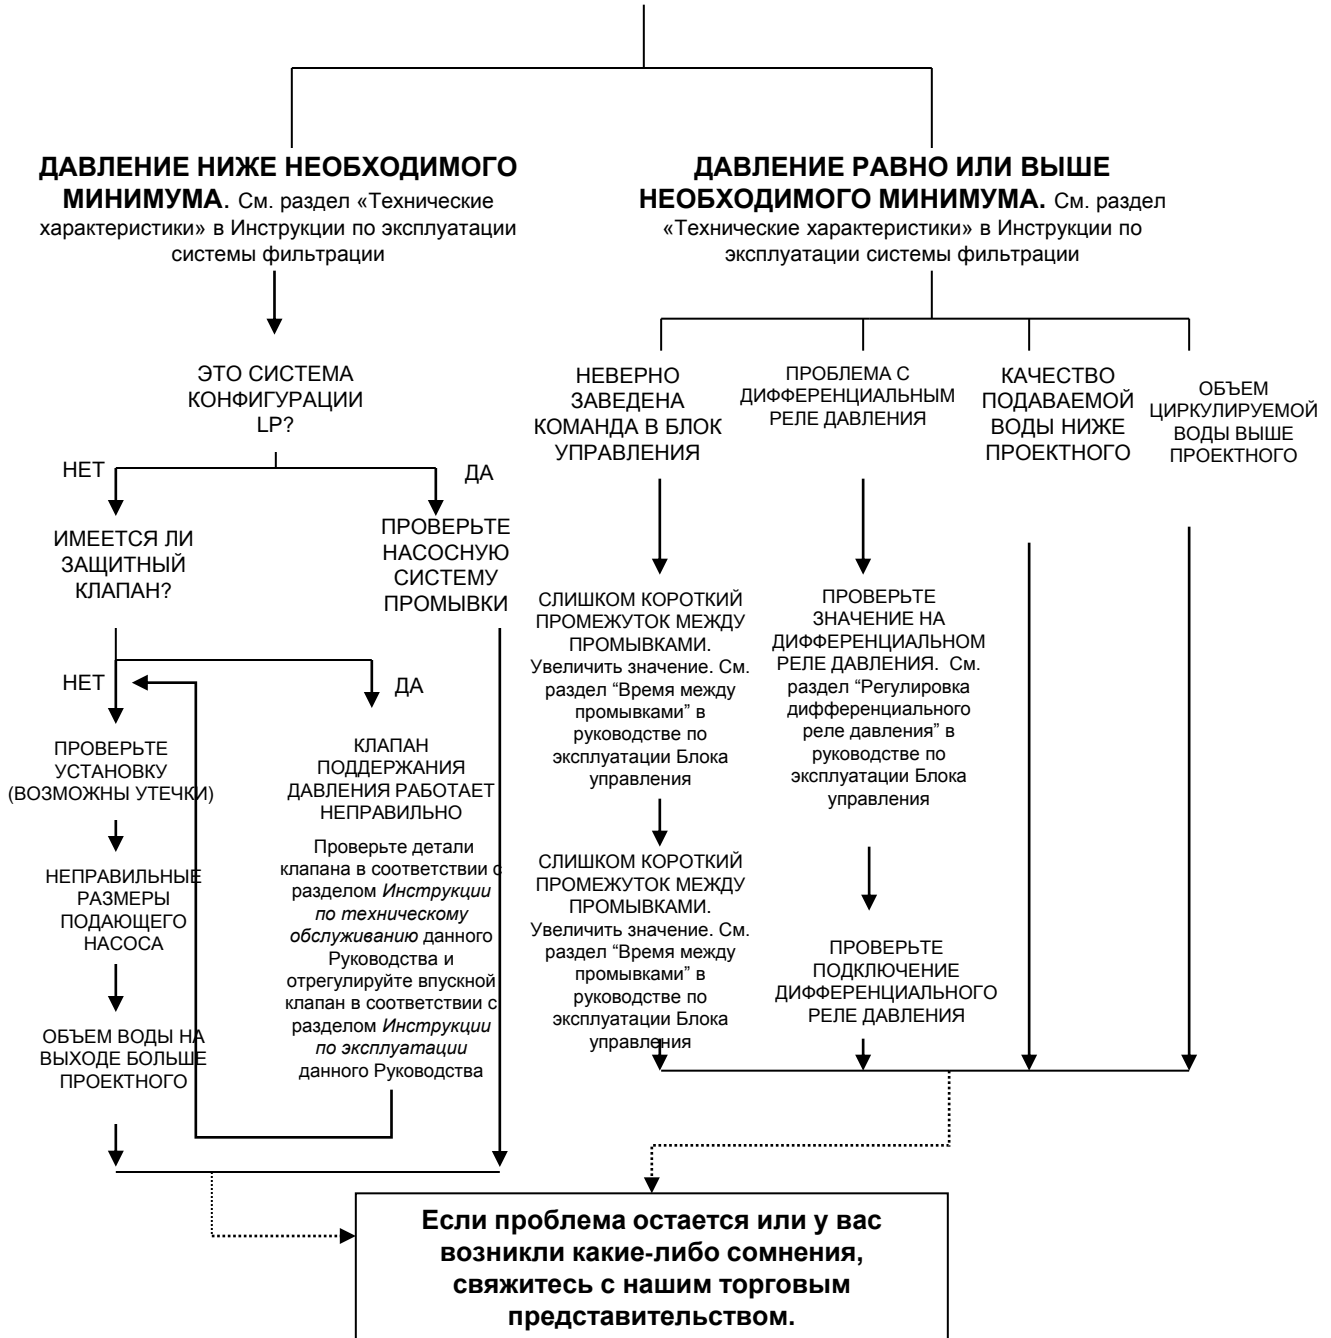 ДАВЛЕНИЕ НИЖЕ НЕОБХОДИМОГО
МИНИМУМА. См. раздел «Технические
характеристики» в Инструкции по эксплуатации
системы фильтрации
ДАВЛЕНИЕ РАВНО ИЛИ ВЫШЕ
НЕОБХОДИМОГО МИНИМУМА. См. раздел
«Технические характеристики» в Инструкции по
эксплуатации системы фильтрации
ЭТО СИСТЕМА
КОНФИГУРАЦИИ
LP?
НЕТ
ДА
ИМЕЕТСЯ ЛИ
ЗАЩИТНЫЙ
КЛАПАН?
ПРОВЕРЬТЕ
НАСОСНУЮ
СИСТЕМУ
ПРОМЫВКИ
НЕТ
ДА
ПРОВЕРЬТЕ
УСТАНОВКУ
(ВОЗМОЖНЫ УТЕЧКИ)
НЕПРАВИЛЬНЫЕ
РАЗМЕРЫ
ПОДАЮЩЕГО
НАСОСА
ОБЪЕМ ВОДЫ НА
ВЫХОДЕ БОЛЬШЕ
ПРОЕКТНОГО
КЛАПАН
ПОДДЕРЖАНИЯ
ДАВЛЕНИЯ РАБОТАЕТ
НЕПРАВИЛЬНО
Проверьте детали
клапана в соответствии с
разделом Инструкции
по техническому
обслуживанию данного
Руководства и
отрегулируйте впускной
клапан в соответствии с
разделом Инструкции
по эксплуатации
данного Руководства
НЕВЕРНО
ЗАВЕДЕНА
КОМАНДА В БЛОК
УПРАВЛЕНИЯ
СЛИШКОМ КОРОТКИЙ
ПРОМЕЖУТОК МЕЖДУ
ПРОМЫВКАМИ.
Увеличить значение. См.
раздел “Время между
промывками” в
руководстве по
эксплуатации Блока
управления
СЛИШКОМ КОРОТКИЙ
ПРОМЕЖУТОК МЕЖДУ
ПРОМЫВКАМИ.
Увеличить значение. См.
раздел “Время между
промывками” в
руководстве по
эксплуатации Блока
управления
ПРОБЛЕМА С
ДИФФЕРЕНЦИАЛЬНЫМ
РЕЛЕ ДАВЛЕНИЯ
ПРОВЕРЬТЕ
ЗНАЧЕНИЕ НА
ДИФФЕРЕНЦИАЛЬНОМ
РЕЛЕ ДАВЛЕНИЯ. См.
раздел “Регулировка
дифференциального
реле давления” в
руководстве по
эксплуатации Блока
управления
ПРОВЕРЬТЕ
ПОДКЛЮЧЕНИЕ
ДИФФЕРЕНЦИАЛЬНОГО
РЕЛЕ ДАВЛЕНИЯ
КАЧЕСТВО
ПОДАВАЕМОЙ
ВОДЫ НИЖЕ
ПРОЕКТНОГО
ОБЪЕМ
ЦИРКУЛИРУЕМОЙ
ВОДЫ ВЫШЕ
ПРОЕКТНОГО
Если проблема остается или у вас
возникли какие-либо сомнения,
свяжитесь с нашим торговым
представительством.